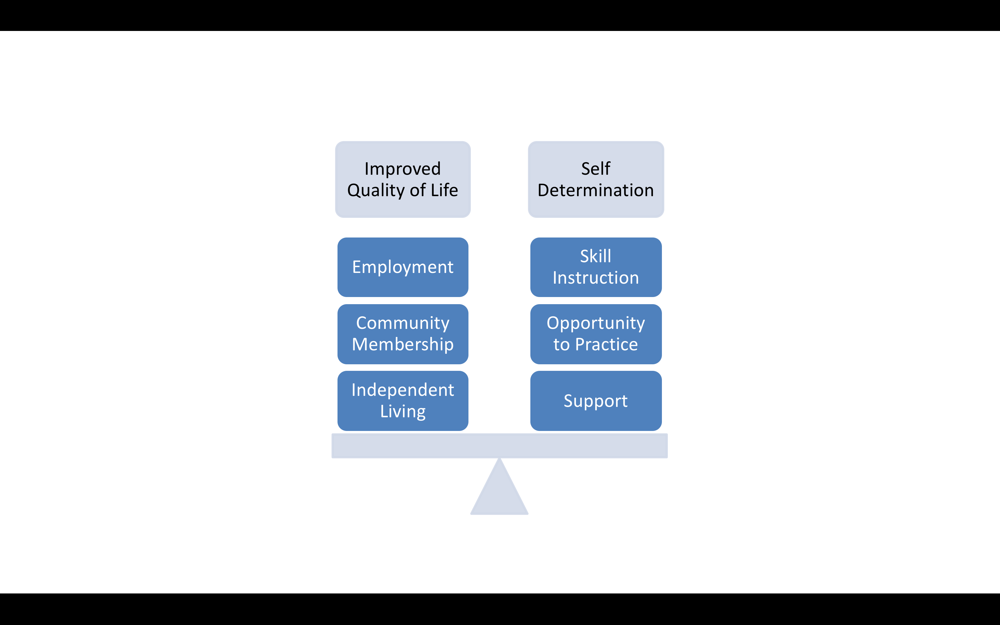 Improved
Quality of Life
Self
Determination
Employment
Skill
Instruction
Community
Membership
Opportunity
to Practice
Independent
Living
Support